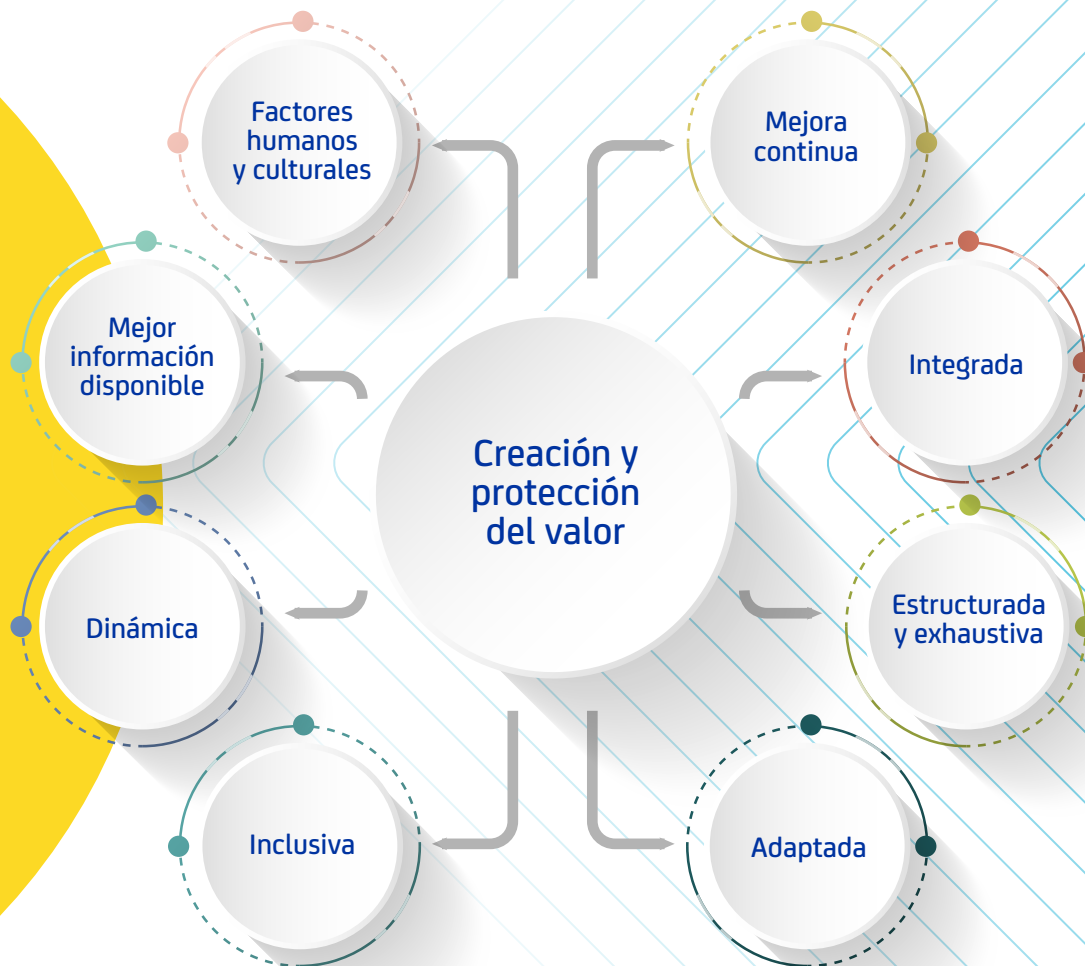 Factores
humanos
y culturales
Mejora
continua
Mejor
información
disponible
Integrada
Creación y
protección
del valor
Dinámica
Estructurada
y exhaustiva
Inclusiva
Adaptada